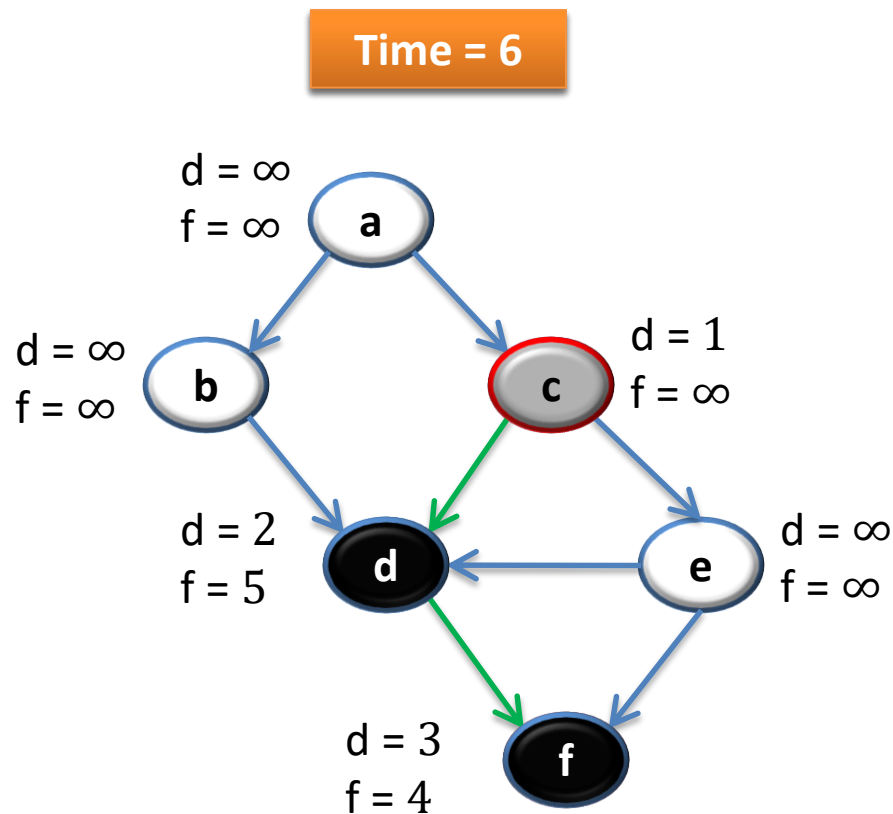 Time = 6
d = ∞
f = ∞
a
d = ∞
f = ∞
b
c
d = 1
f = ∞
d = 2
f = 5
d
e
d = ∞
f = ∞
d = 3
f = 4
f